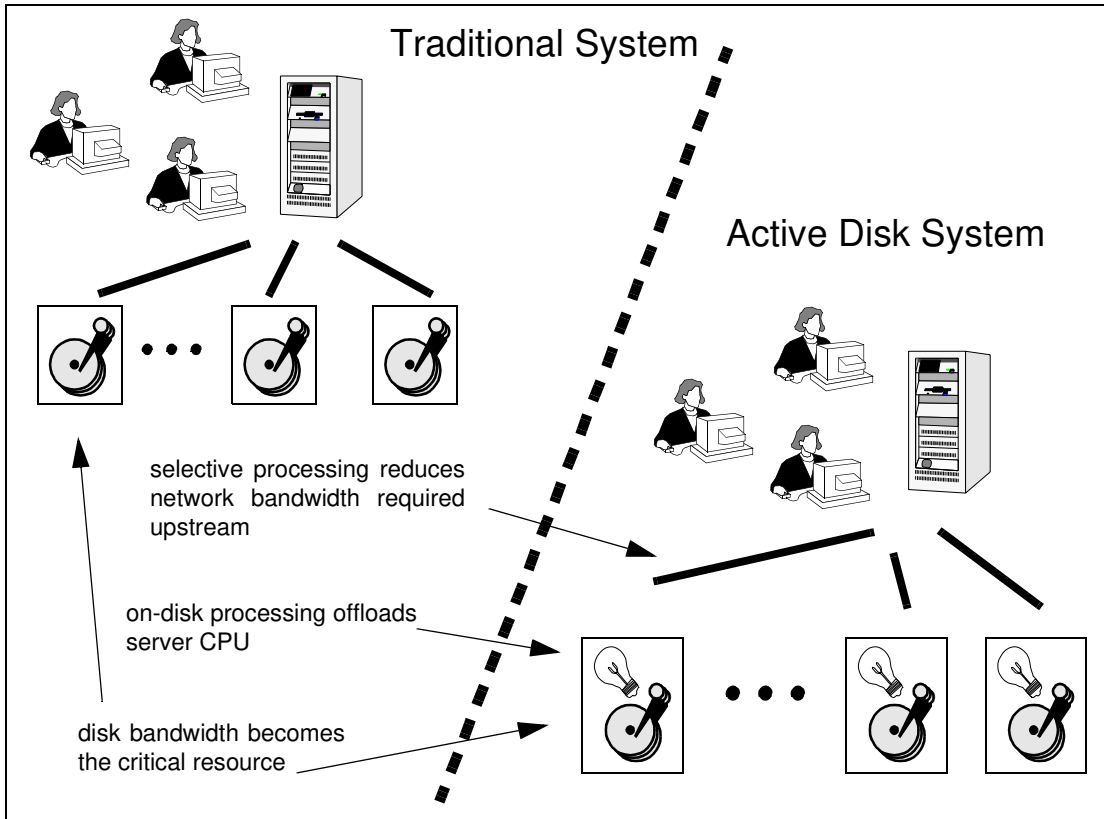 Traditional System
Active Disk System
selective processing reduces
network bandwidth required
upstream
on-disk processing offloads
server CPU
disk bandwidth becomes
the critical resource